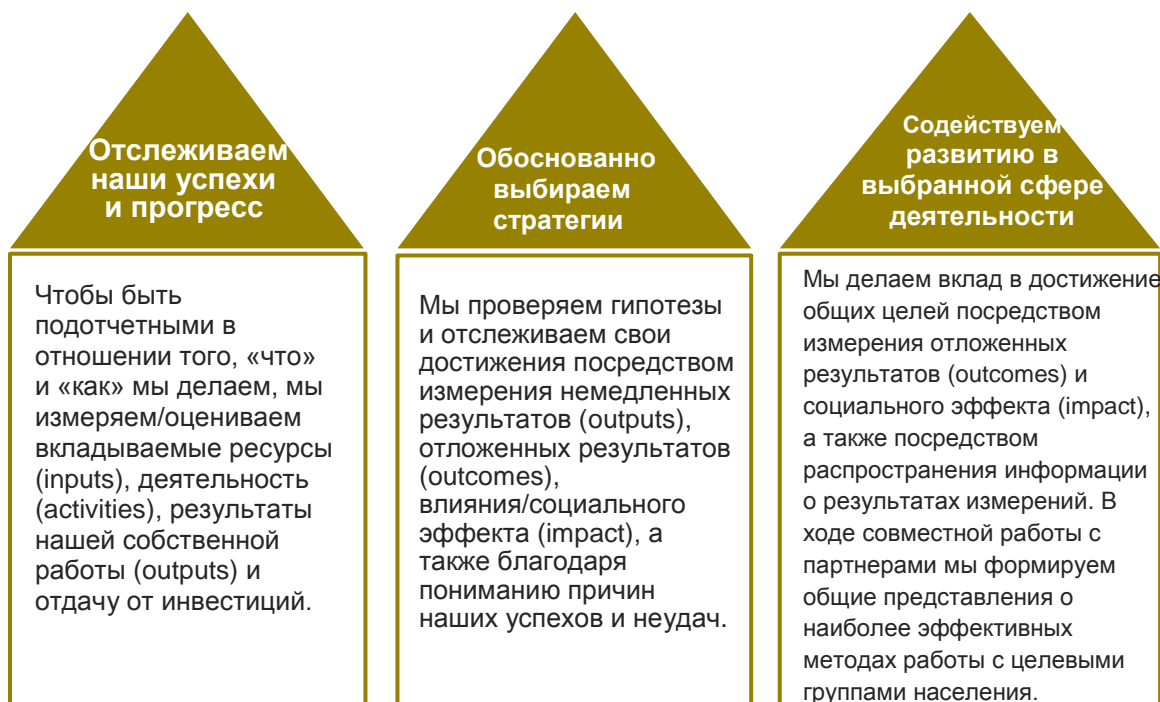 Отслеживаем
наши успехи
и прогресс
Чтобы быть
подотчетными в
отношении того, «что»
и «как» мы делаем, мы
измеряем/оцениваем
вкладываемые ресурсы
(inputs), деятельность
(activities), результаты
нашей собственной
работы (outputs) и
отдачу от инвестиций.
Обоснованно
выбираем
стратегии
Мы проверяем гипотезы
и отслеживаем свои
достижения посредством
измерения немедленных
результатов (outputs),
отложенных результатов
(outcomes),
влияния/социального
эффекта (impact), а
также благодаря
пониманию причин
наших успехов и неудач.
Содействуем
развитию в
выбранной сфере
деятельности
Мы делаем вклад в достижение
общих целей посредством
измерения отложенных
результатов (outcomes) и
социального эффекта (impact),
а также посредством
распространения информации
о результатах измерений. В
ходе совместной работы с
партнерами мы формируем
общие представления о
наиболее эффективных
методах работы с целевыми
группами населения.